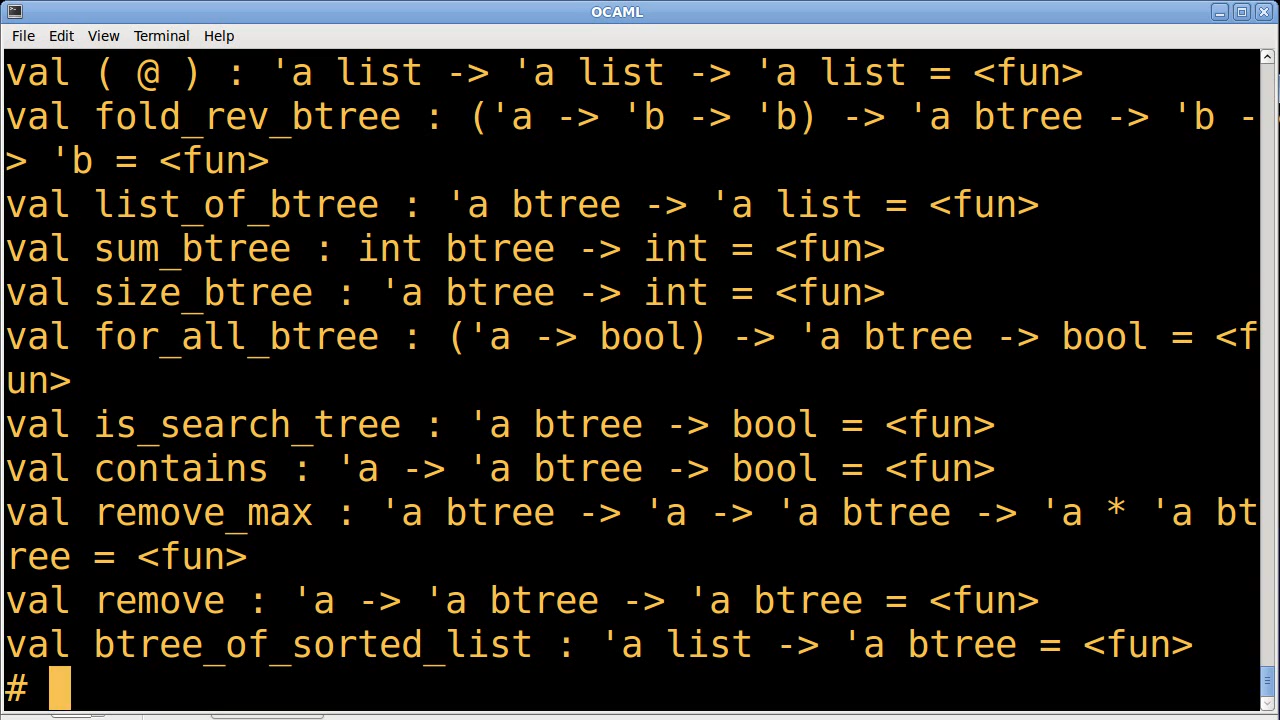 OCAML
File Edit View Terminal Help
val ( @ ) : 'a list -> 'a list -> 'a list = <fun>
val fold_rev_btree : ('a -> 'b -> 'b) -> 'a btree -> 'b -
> 'b = <fun>
val list_of_btree : 'a btree -> 'a list = <fun>
val sum_btree : int btree -> int = <fun>
val size_btree : 'a btree -> int = <fun>
val for_all_btree : ('a -> bool) -> 'a btree -> bool = <f
un>
val is_search_tree : 'a btree -> bool = <fun>
val contains : 'a -> 'a btree -> bool = <fun>
val remove_max : 'a btree -> 'a -> 'a btree -> 'a * 'a bt
ree = <fun>
val remove : 'a -> 'a btree -> 'a btree = <fun>
val btree_of_sorted_list : 'a list -> 'a btree = <fun>
#